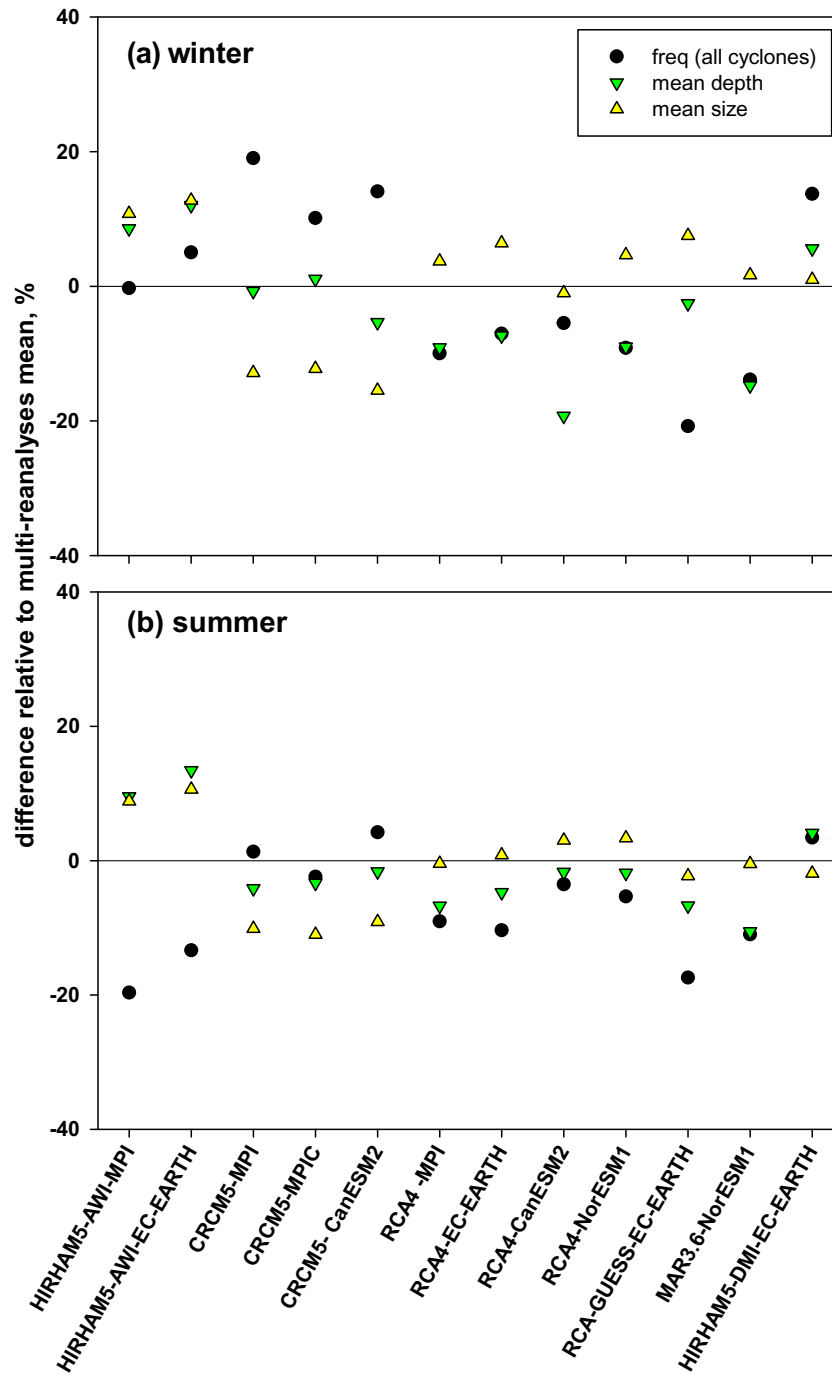 40
(a) winter
freq (all cyclones)
mean depth
mean size
20
0
-20
-40
difference relative to multi-reanalyses mean, %
40
(b) summer
20
0
-20
-40
HIRHAM5-AWI-MPI
HIRHAM5-AWI-EC-EARTH
CRCM5-MPI
CRCM5-MPIC
CRCM5- CanESM2
RCA4 -MPI
RCA4-EC-EARTH
RCA4-CanESM2
RCA4-NorESM1
RCA-GUESS-EC-EARTH
MAR3.6-NorESM1
HIRHAM5-DMI-EC-EARTH